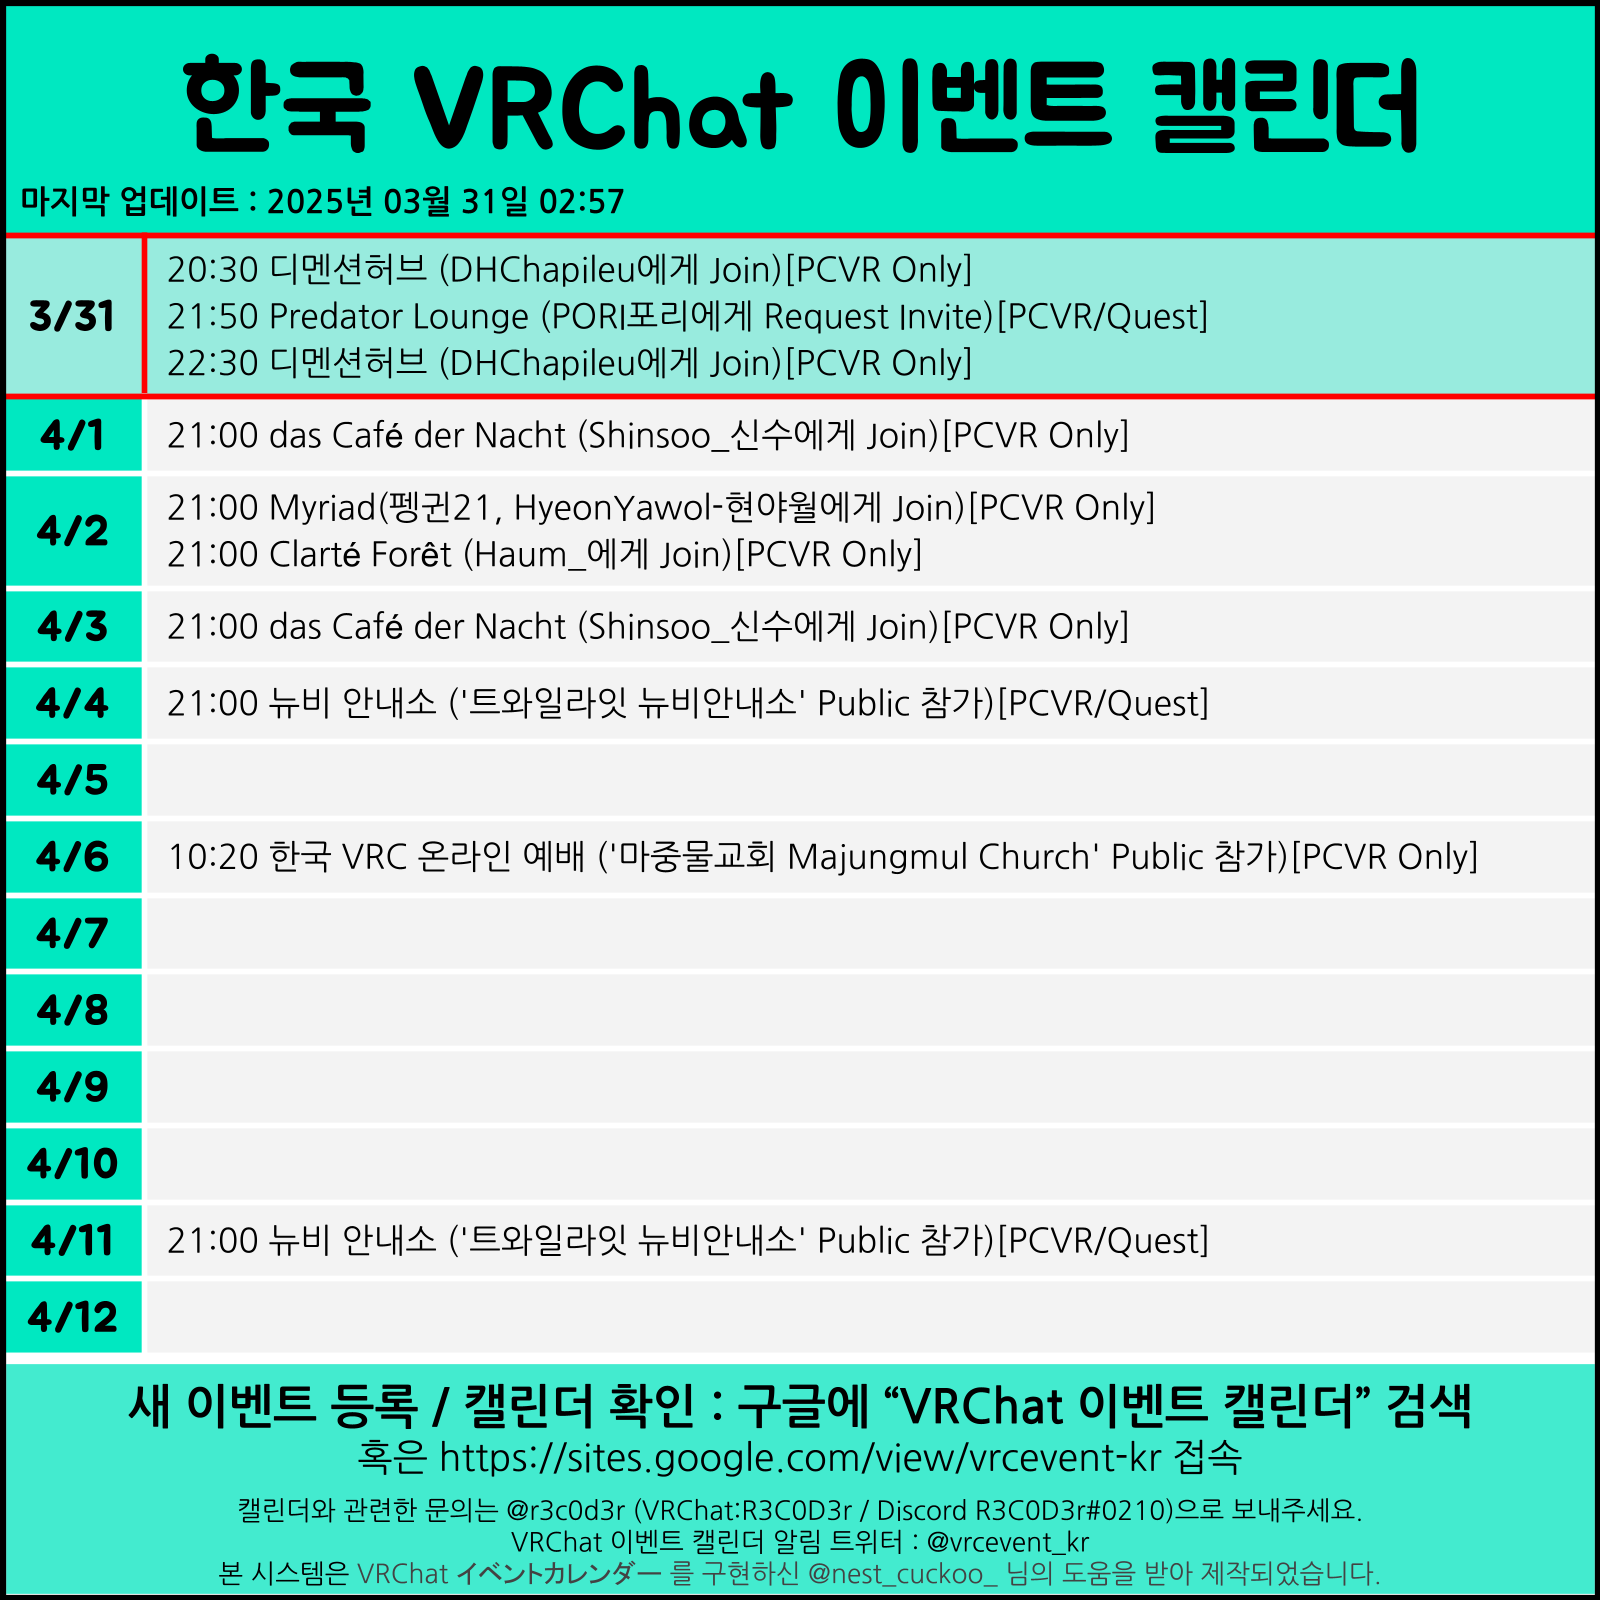 한국 VRChat 이벤트 캘린더
마지막 업데이트 : 2025년 03월 31일 02:57
3/31
20:30 디멘션허브 (DHChapileu에게 Join)[PCVR Only]
21:50 Predator Lounge (PORI포리에게 Request Invite)[PCVR/Quest]
22:30 디멘션허브 (DHChapileu에게 Join)[PCVR Only]
4/1
21:00 das Café der Nacht (Shinsoo_신수에게 Join)[PCVR Only]
4/2
21:00 Myriad(펭귄21, HyeonYawol-현야월에게 Join)[PCVR Only]
21:00 Clarté Forêt (Haum_에게 Join)[PCVR Only]
4/3
21:00 das Café der Nacht (Shinsoo_신수에게 Join)[PCVR Only]
4/4
21:00 뉴비 안내소 ('트와일라잇 뉴비안내소' Public 참가)[PCVR/Quest]
4/5
4/6
10:20 한국 VRC 온라인 예배 ('마중물교회 Majungmul Church' Public 참가)[PCVR Only]
4/7
4/8
4/9
4/10
4/11
21:00 뉴비 안내소 ('트와일라잇 뉴비안내소' Public 참가)[PCVR/Quest]
4/12
새 이벤트 등록 / 캘린더 확인 : 구글에 “VRChat 이벤트 캘린더” 검색
혹은 https://sites.google.com/view/vrcevent-kr 접속
캘린더와 관련한 문의는 @r3c0d3r (VRChat:R3C0D3r / Discord R3C0D3r#0210)으로 보내주세요.
VRChat 이벤트 캘린더 알림 트위터 : @vrcevent_kr
본 시스템은 VRChat イベントカレンダー 를 구현하신 @nest_cuckoo_ 님의 도움을 받아 제작되었습니다.